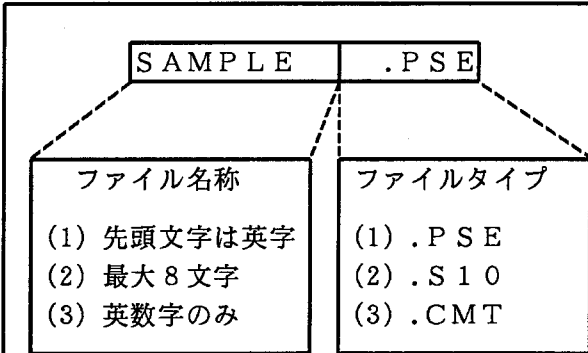 SAMPLE .PSE
ファイル名称
(1) 先頭文字は英字
(2) 最大8文字
(3) 英数字のみ
ファイルタイプ
(1) .PSE
(2) .S10
(3) .CMT